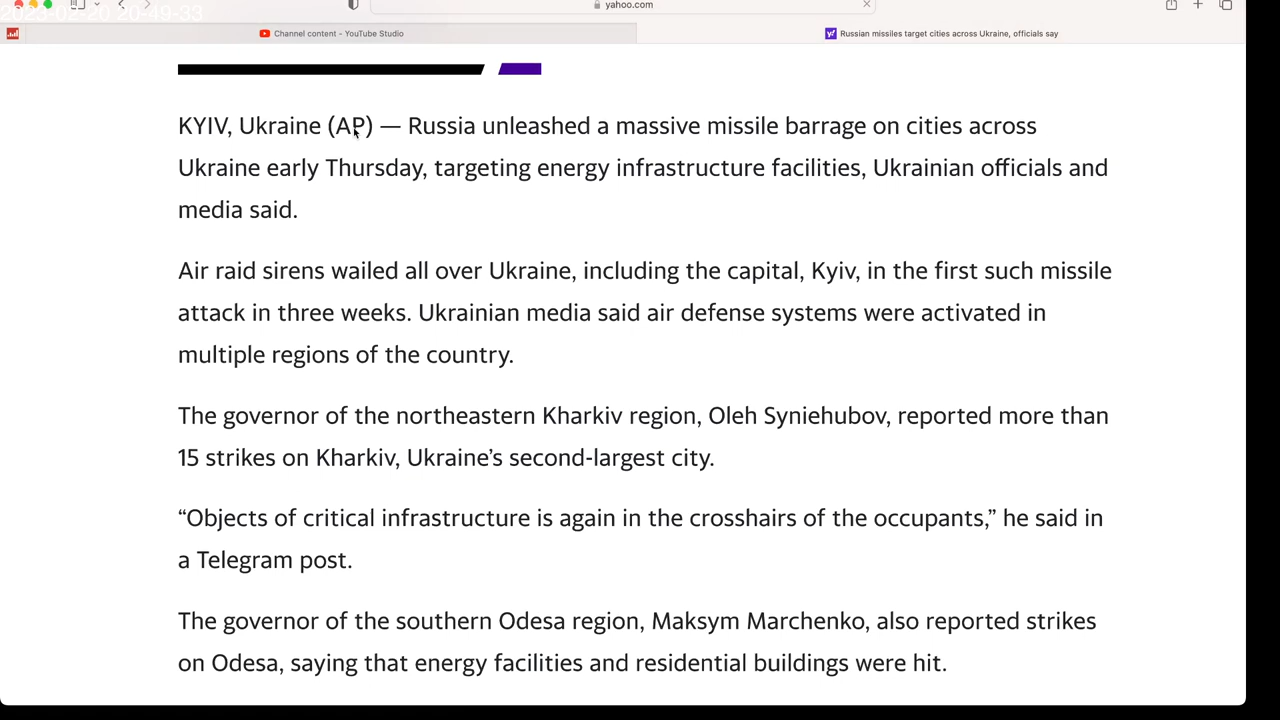 2023-02-20 20-49-33
yahoo.com
Channel content - YouTube Studio
Russian missiles target cities across Ukraine, officials say
KYIV, Ukraine (AP) — Russia unleashed a massive missile barrage on cities across
Ukraine early Thursday, targeting energy infrastructure facilities, Ukrainian officials and
media said.
Air raid sirens wailed all over Ukraine, including the capital, Kyiv, in the first such missile
attack in three weeks. Ukrainian media said air defense systems were activated in
multiple regions of the country.
The governor of the northeastern Kharkiv region, Oleh Syniehubov, reported more than
15 strikes on Kharkiv, Ukraine’s second-largest city.
“Objects of critical infrastructure is again in the crosshairs of the occupants,” he said in
a Telegram post.
The governor of the southern Odesa region, Maksym Marchenko, also reported strikes
on Odesa, saying that energy facilities and residential buildings were hit.